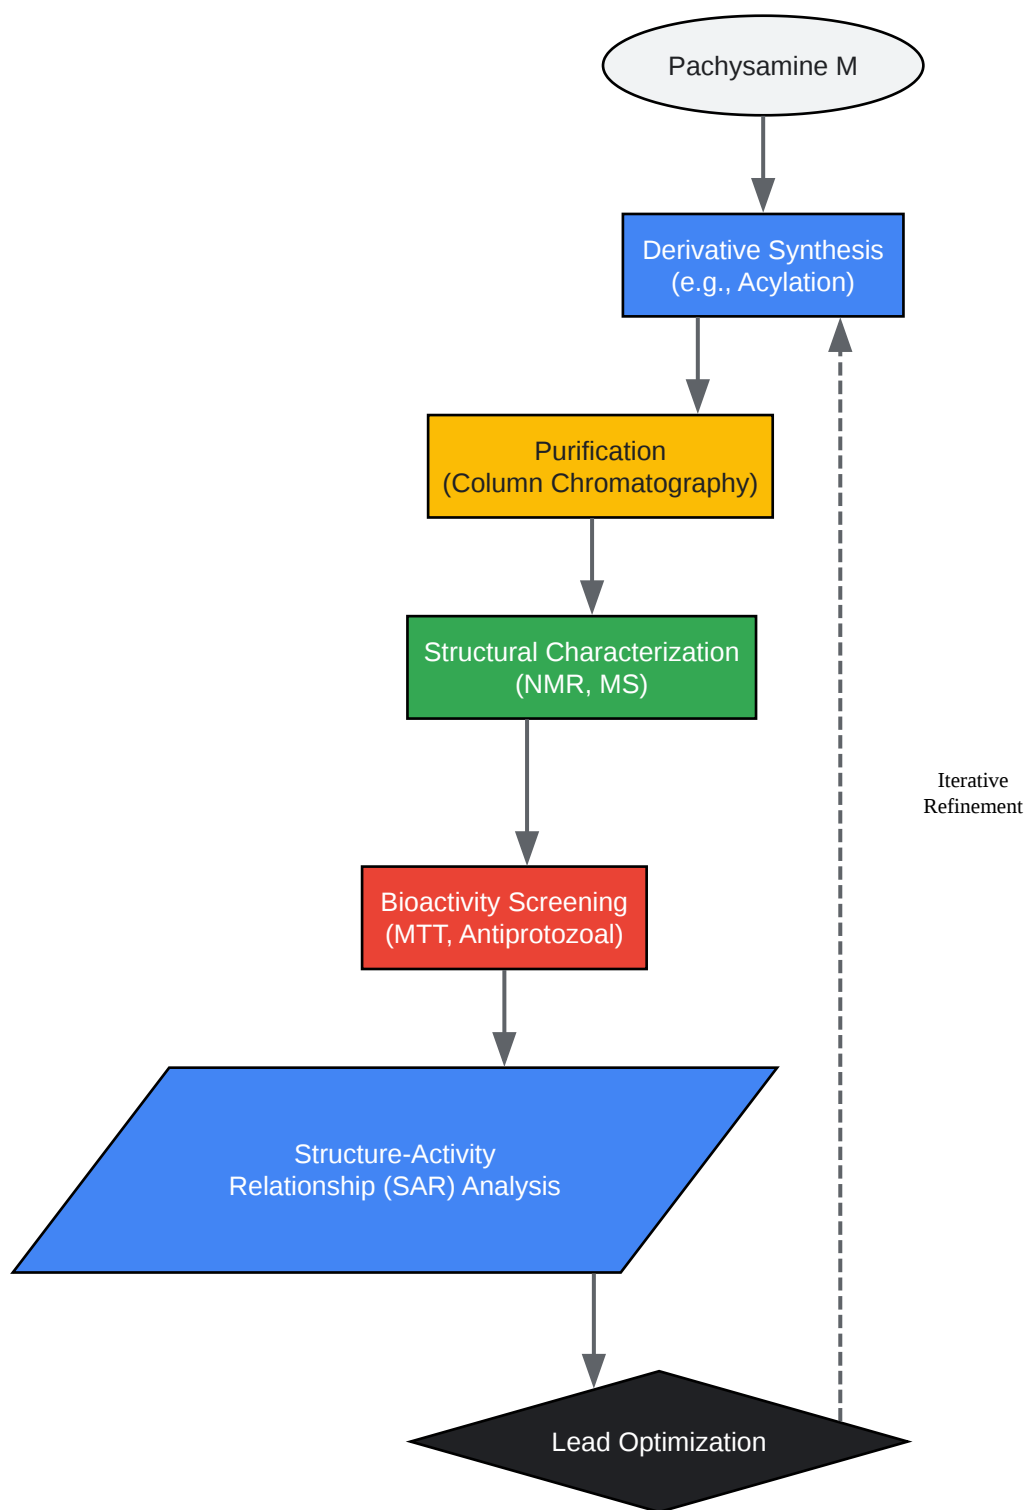 Pachysamine M
Derivative Synthesis
(e.g., Acylation)
Purification
(Column Chromatography)
Structural Characterization
(NMR, MS)
Iterative
Refinement
Bioactivity Screening
(MTT, Antiprotozoal)
Structure-Activity
Relationship (SAR) Analysis
Lead Optimization